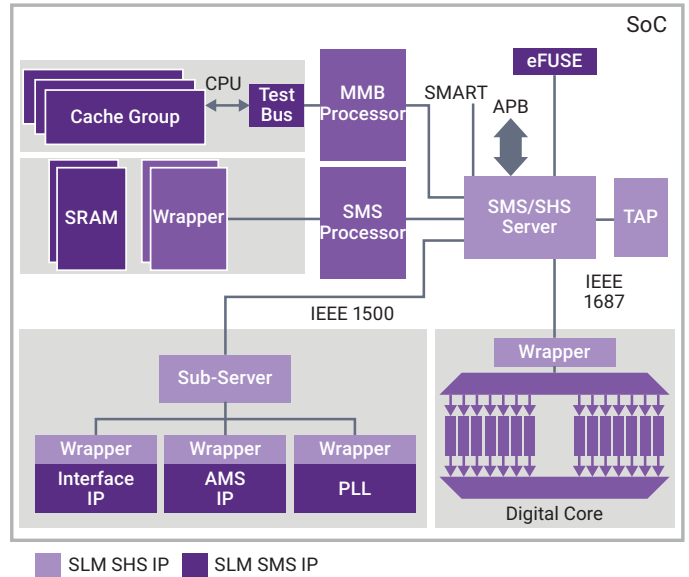 SoC
eFUSE
CPU
Test
Bus
Cache Group
MMB
Processor
SMART
APB
SRAM
Wrapper
SMS
Processor
SMS/SHS
Server
TAP
IEEE 1500
IEEE
1687
Sub-Server
Wrapper
Wrapper
Wrapper
Wrapper
Interface
IP
AMS
IP
PLL
Digital Core
SLM SHS IP
SLM SMS IP